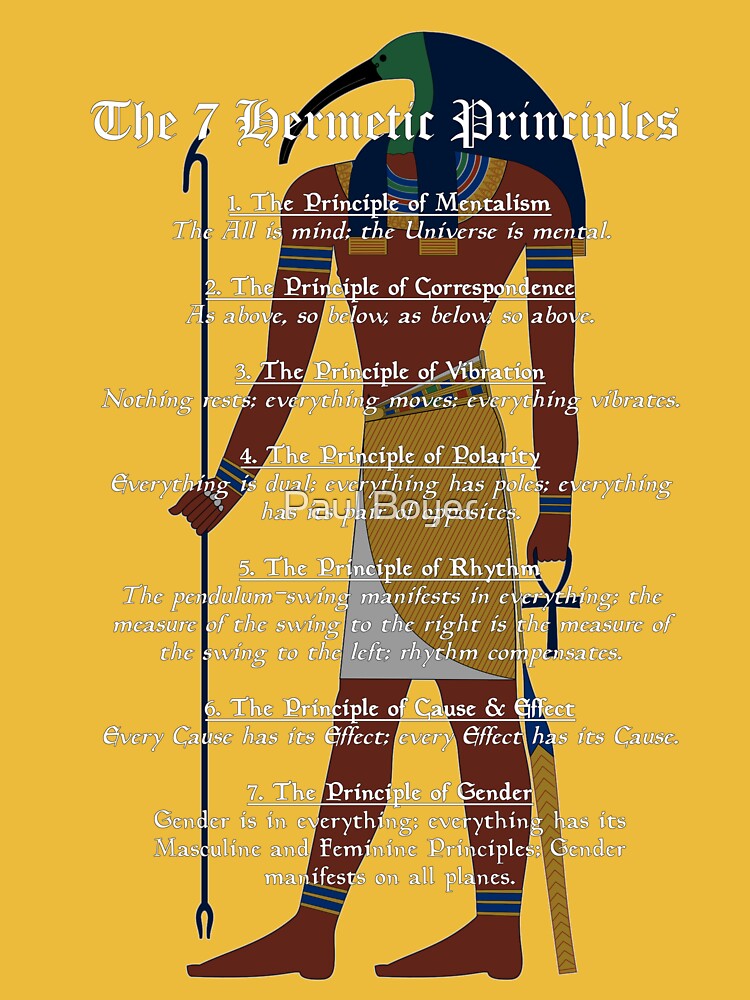 The 7 Hermetic Principles
1. The Principle of Mentalism
The All is mind; the Universe is mental.
2. The Principle of Correspondence
As above, so below, as below, so above.
3. The Principle of Vibration
Nothing rests; everything moves; everything vibrates.
4. The Principle of Polarity
Everything is dual; everything has poles; everything
has its pair of opposites.
Paul Boyer
5. The Principle of Rhythm
The pendulum-swing manifests in everything; the
measure of the swing to the right is the measure of
the swing to the left; rhythm compensates.
6. The Principle of Cause & Effect
Every Cause has its Effect; every Effect has its Cause.
7. The Principle of Gender
Gender is in everything; everything has its
Masculine and Feminine Principles; Gender
manifests on all planes.